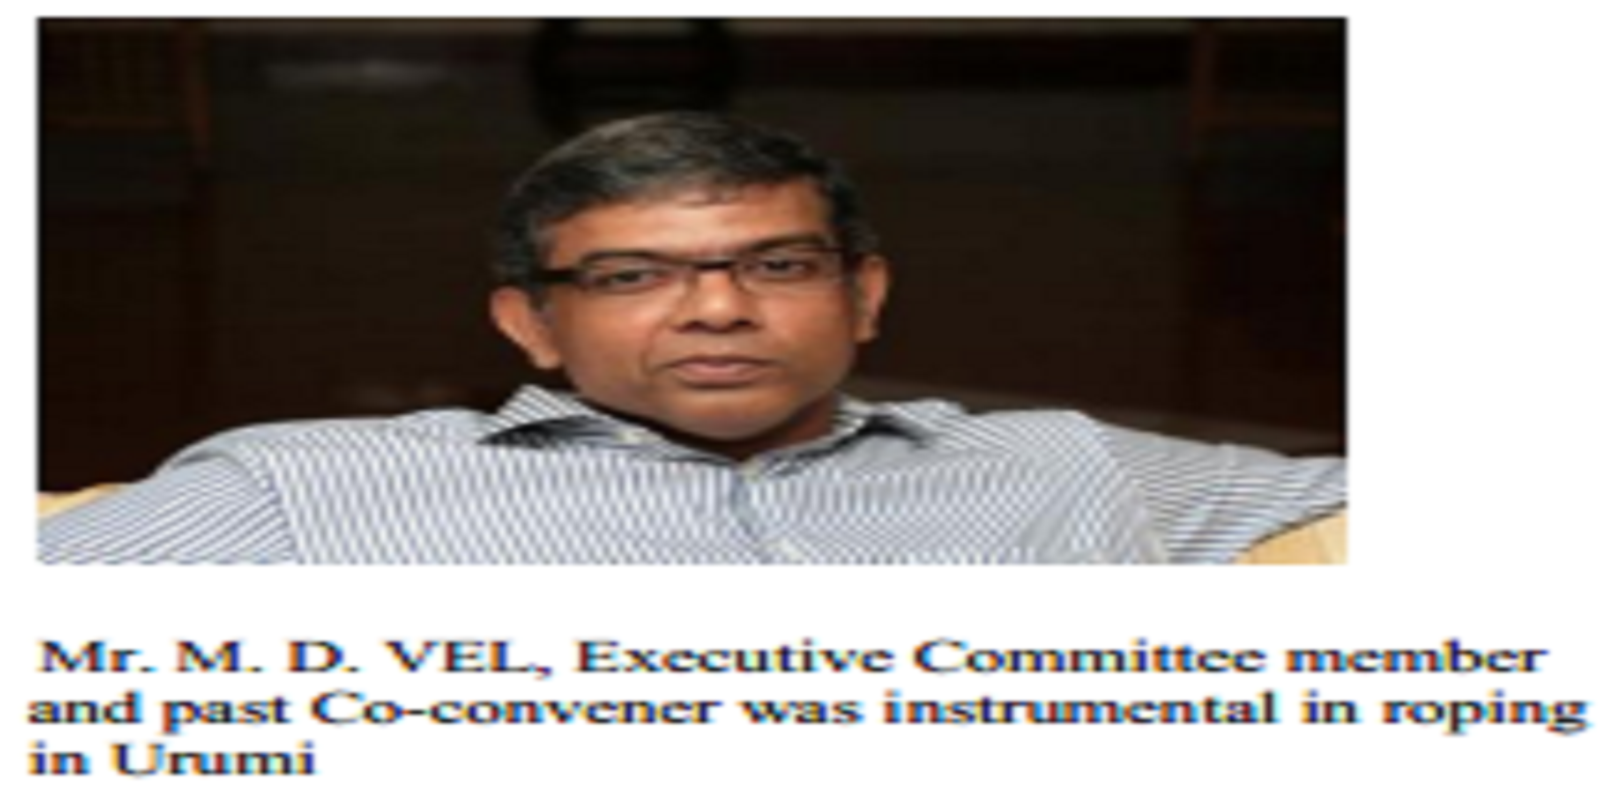 Mr. M. D. VEL, Executive Committee member
and past Co-convener was instrumental in roping
in Urumi